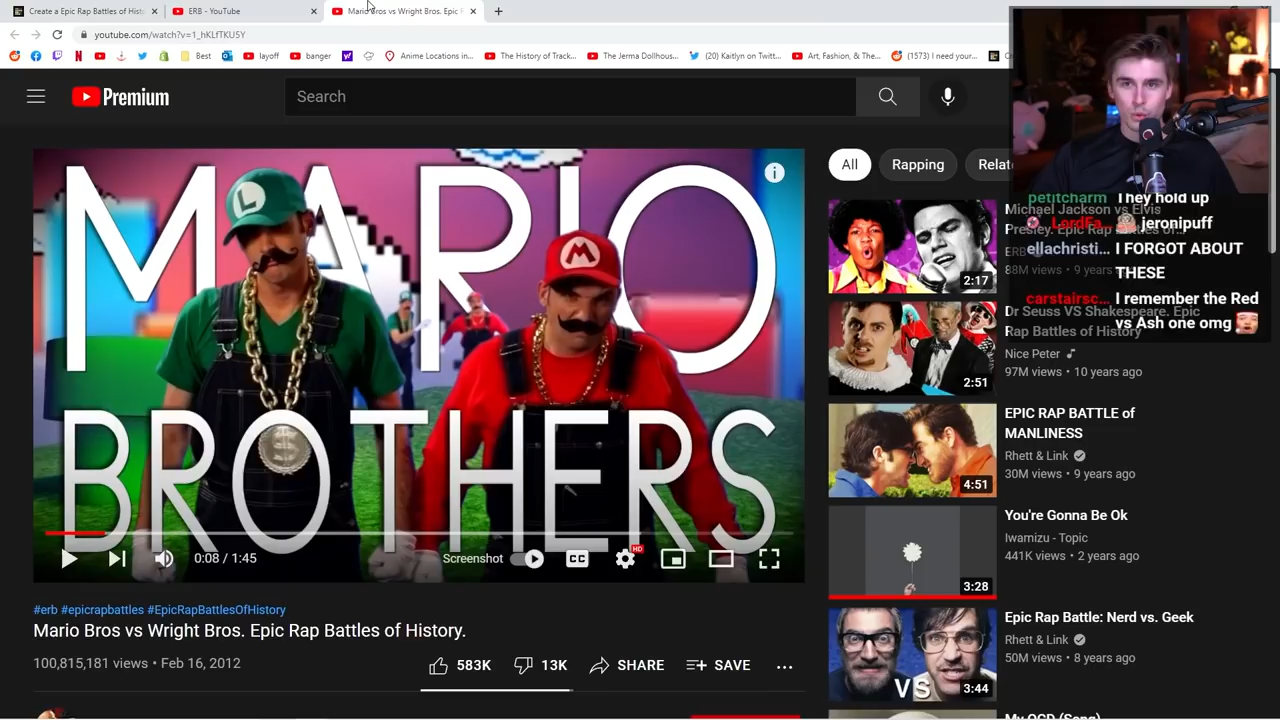 Create a Epic Rap Battles of Hist
ERB - YouTube
Mario Bros vs Wright Bros. Epic F
youtube.com/watch?v=1_hKLfTKU5Y
Best
layoff
banger
Anime Locations in...
The History of Track...
The Jerma Dollhous...
(20) Kaitlyn on Twitt...
Art, Fashion, & The...
(1573) I need your...
Premium
Search
MARIO
BROTHERS
L
M
0:08 / 1:45
Screenshot
CC
HD
#erb #epicrapbattles #EpicRapBattlesOfHistory
Mario Bros vs Wright Bros. Epic Rap Battles of History.
100,815,181 views • Feb 16, 2012
583K
13K
SHARE
SAVE
All
Rapping
Relat
petitcharm They hold up
Michael Jackson vs Elvis
Presley. Epic Rap Battles of...
jeronipuff
ERB
88M views • 9 years ago
2:17
ellachristi... I FORGOT ABOUT
THESE
carstairsc... I remember the Red
vs Ash one omg
Dr Seuss VS Shakespeare. Epic
Rap Battles of History
Nice Peter
97M views • 10 years ago
2:51
EPIC RAP BATTLE of
MANLINESS
Rhett & Link
30M views • 9 years ago
4:51
You're Gonna Be Ok
Iwamizu - Topic
441K views • 2 years ago
3:28
Epic Rap Battle: Nerd vs. Geek
Rhett & Link
50M views • 8 years ago
VS
3:44
My OCD (Song)